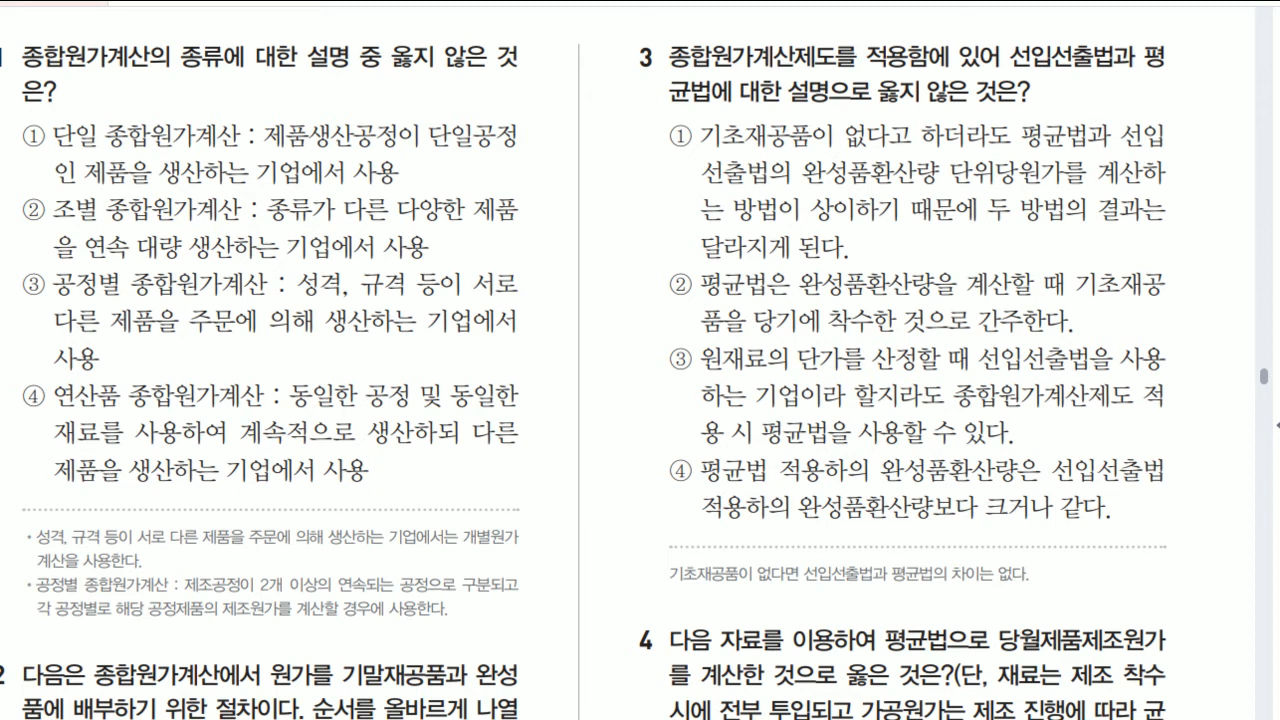 종합원가계산의 종류에 대한 설명 중 옳지 않은 것
은?
① 단일 종합원가계산 : 제품생산공정이 단일공정
인 제품을 생산하는 기업에서 사용
② 조별 종합원가계산 : 종류가 다른 다양한 제품
을 연속 대량 생산하는 기업에서 사용
③ 공정별 종합원가계산 : 성격, 규격 등이 서로
다른 제품을 주문에 의해 생산하는 기업에서
사용
④ 연산품 종합원가계산 : 동일한 공정 및 동일한
재료를 사용하여 계속적으로 생산하되 다른
제품을 생산하는 기업에서 사용
• 성격, 규격 등이 서로 다른 제품을 주문에 의해 생산하는 기업에서는 개별원가
계산을 사용한다.
• 공정별 종합원가계산 : 제조공정이 2개 이상의 연속되는 공정으로 구분되고
각 공정별로 해당 공정제품의 제조원가를 계산할 경우에 사용한다.
2 다음은 종합원가계산에서 원가를 기말재공품과 완성
품에 배부하기 위한 절차이다. 순서를 올바르게 나열
3 종합원가계산제도를 적용함에 있어 선입선출법과 평
균법에 대한 설명으로 옳지 않은 것은?
① 기초재공품이 없다고 하더라도 평균법과 선입
선출법의 완성품환산량 단위당원가를 계산하
는 방법이 상이하기 때문에 두 방법의 결과는
달라지게 된다.
② 평균법은 완성품환산량을 계산할 때 기초재공
품을 당기에 착수한 것으로 간주한다.
③ 원재료의 단가를 산정할 때 선입선출법을 사용
하는 기업이라 할지라도 종합원가계산제도 적
용 시 평균법을 사용할 수 있다.
④ 평균법 적용하의 완성품환산량은 선입선출법
적용하의 완성품환산량보다 크거나 같다.
기초재공품이 없다면 선입선출법과 평균법의 차이는 없다.
4 다음 자료를 이용하여 평균법으로 당월제품제조원가
를 계산한 것으로 옳은 것은?(단, 재료는 제조 착수
시에 전부 투입되고 가공원가는 제조 진행에 따라 균